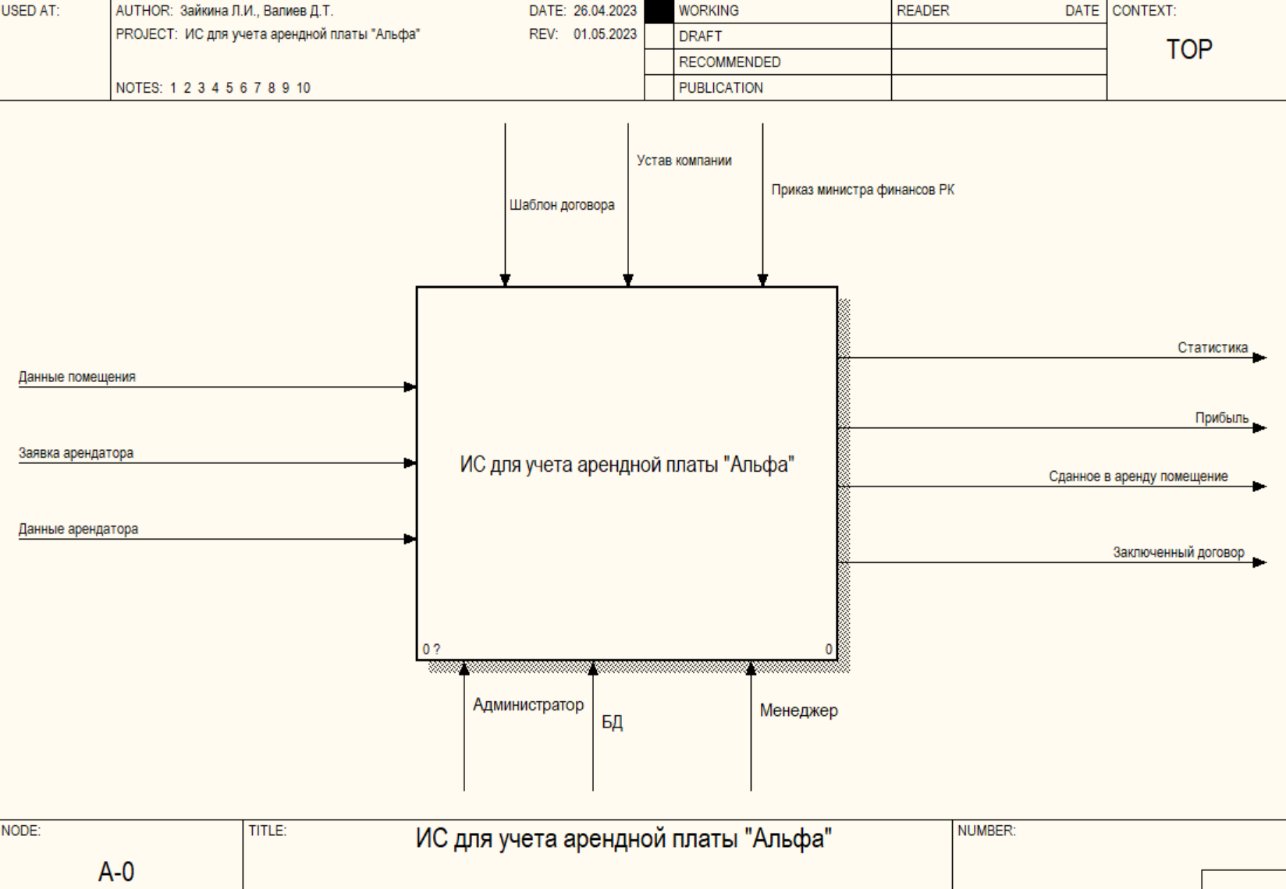 USED AT:
AUTHOR: Зайкина Л.И., Валиев Д.Т.
DATE: 26.04.2023
WORKING
READER
DATE
CONTEXT:
PROJECT: ИС для учета арендной платы "Альфа"
REV: 01.05.2023
DRAFT
TOP
RECOMMENDED
NOTES: 1 2 3 4 5 6 7 8 9 10
PUBLICATION
Устав компании
Приказ министра финансов РК
Шаблон договора
Статистика
Данные помещения
Прибыль
Заявка арендатора
ИС для учета арендной платы "Альфа"
Сданное в аренду помещение
Данные арендатора
Заключенный договор
0 ?
0
Администратор
БД
Менеджер
NODE:
TITLE:
ИС для учета арендной платы "Альфа"
NUMBER:
A-0